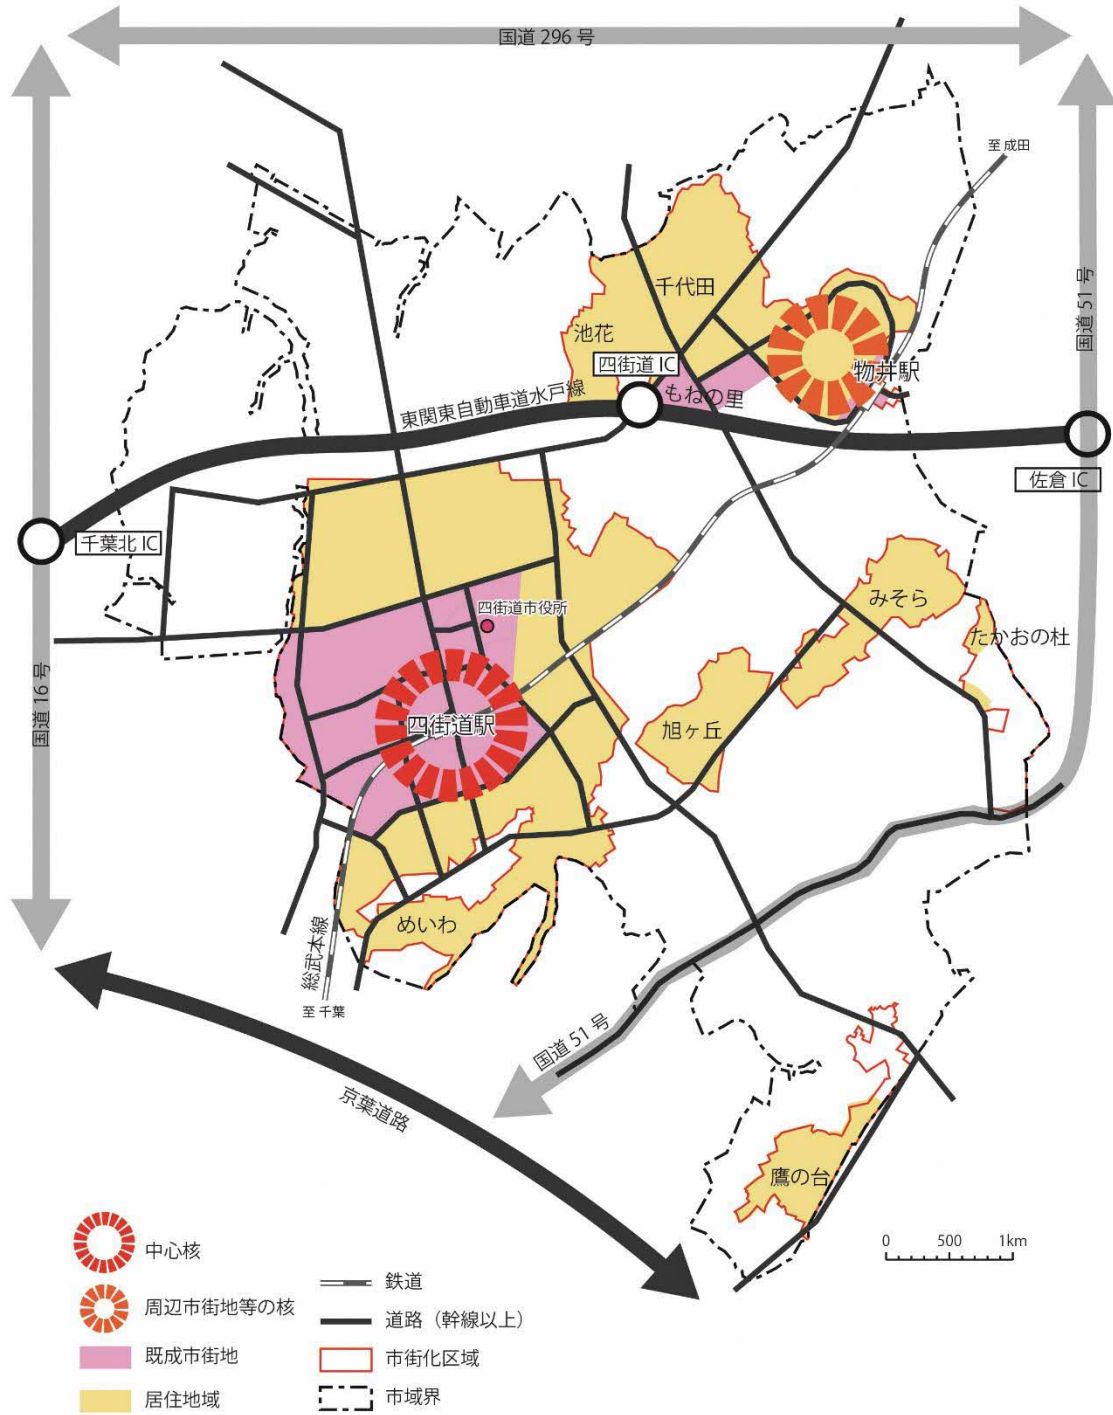 国道 296 号
至 成田
国道 51 号
千代田
池花
四街道 IC
物井駅
もねの里
東関東自動車道水戸線
佐倉 IC
千葉北 IC
みそら
四街道市役所
たかおの杜
国道 16 号
四街道駅
旭ヶ丘
めいわ
総武本線
至 千葉
国道 51 号
京葉道路
鷹の台
0 500 1km
中心核
周辺市街地等の核
既成市街地
居住地域
鉄道
道路（幹線以上）
市街化区域
市域界